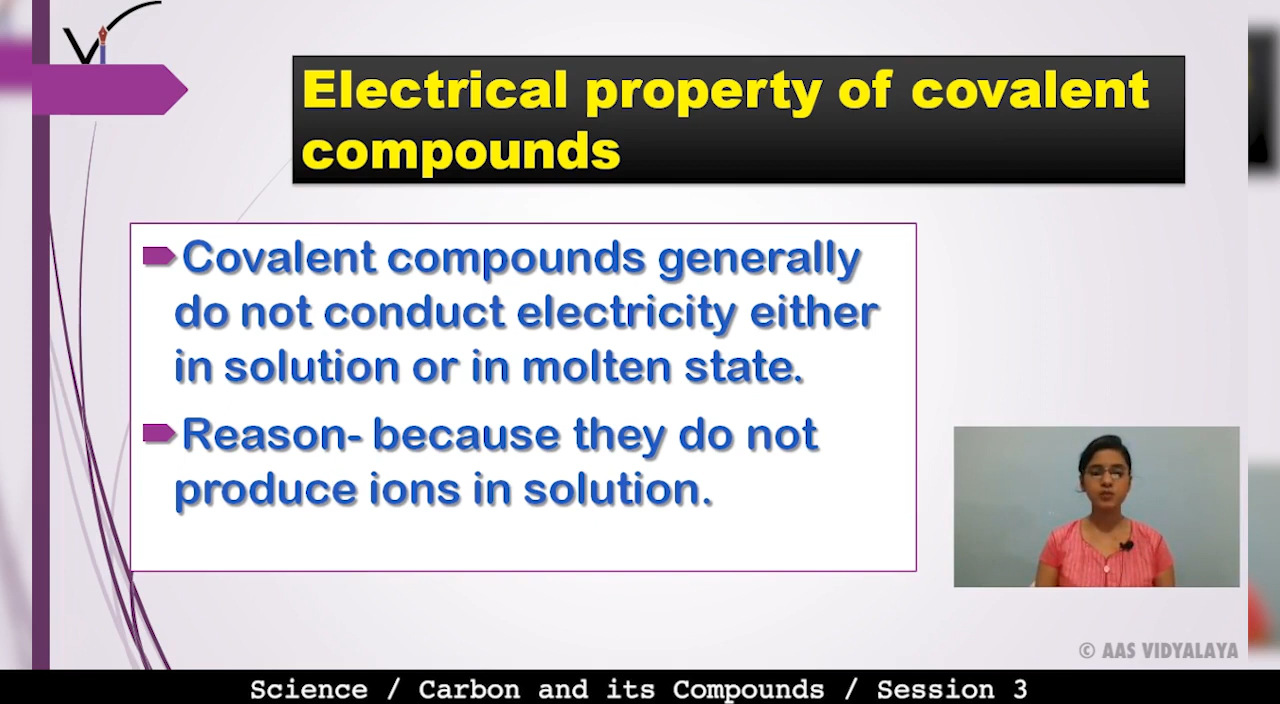 Vi
Electrical property of covalent
compounds
Covalent compounds generally
do not conduct electricity either
in solution or in molten state.
Reason- because they do not
produce ions in solution.
© AAS VIDYALAYA
Science / Carbon and its Compounds / Session 3